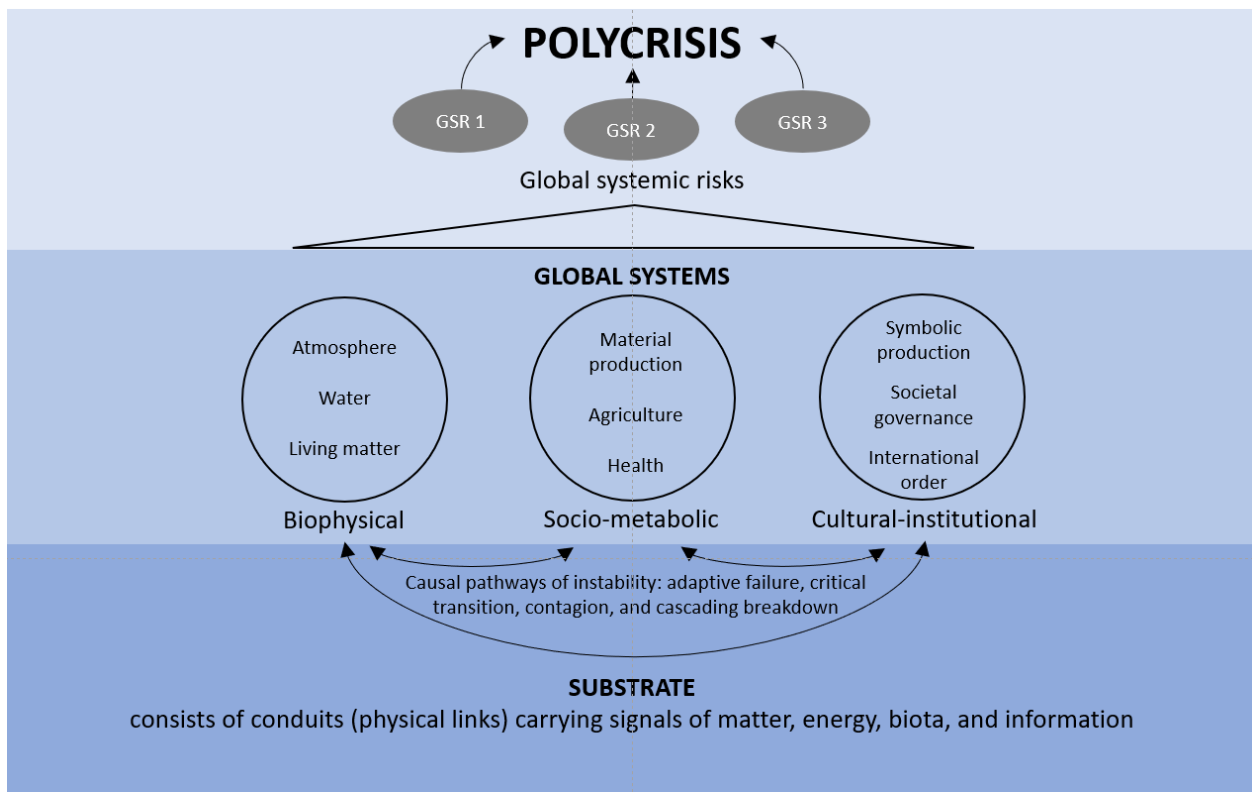 POLYCRISIS
GSR 1
GSR 2
GSR 3
Global systemic risks
GLOBAL SYSTEMS
Atmosphere
Water
Living matter
Biophysical
Material
production
Agriculture
Health
Socio-metabolic
Symbolic
production
Societal
governance
International
order
Cultural-institutional
Causal pathways of instability: adaptive failure, critical
transition, contagion, and cascading breakdown
SUBSTRATE
consists of conduits (physical links) carrying signals of matter, energy, biota, and information